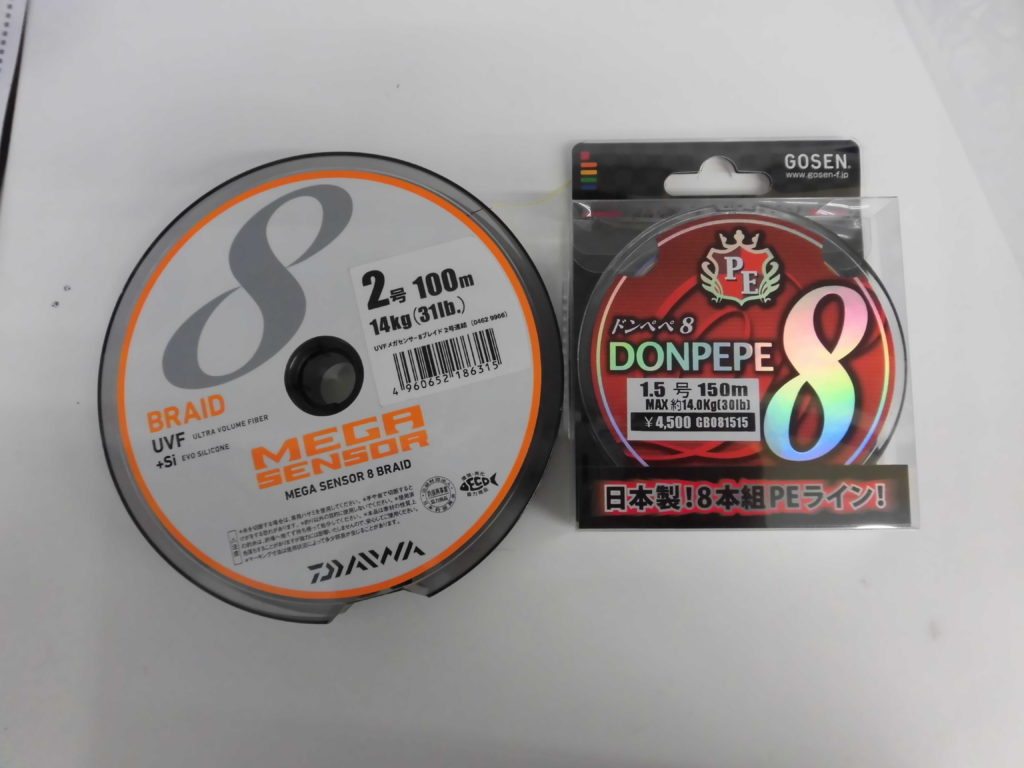 8
2号 100m
14kg(31lb.)
UVFメガセンサー8ブレイド 2号連結 (0462 9966)
4 960652 186315
BRAID
UVF ULTRA VOLUME FIBER
+Si EVO SILICONE
MEGA
SENSOR
MEGA SENSOR 8 BRAID
DAIWA
GOSEN
www.gosen-f.jp
PE
ドンペペ 8
DONPEPE 8
1.5 号 150m
MAX 約14.0Kg(30lb)
¥4,500 GB081515
日本製!8本組PEライン!